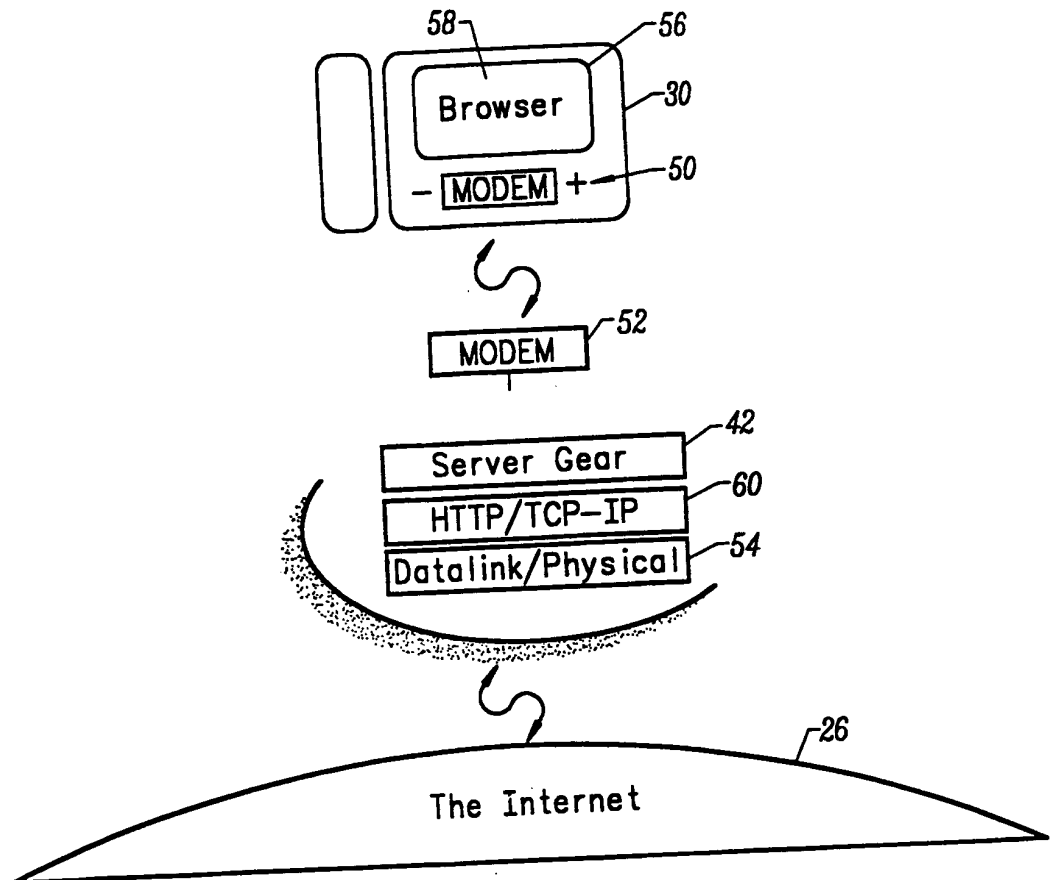 58
56
Browser
30
- MODEM +
50
MODEM
52
Server Gear
42
HTTP/TCP-IP
60
Datalink/Physical
54
26
The Internet